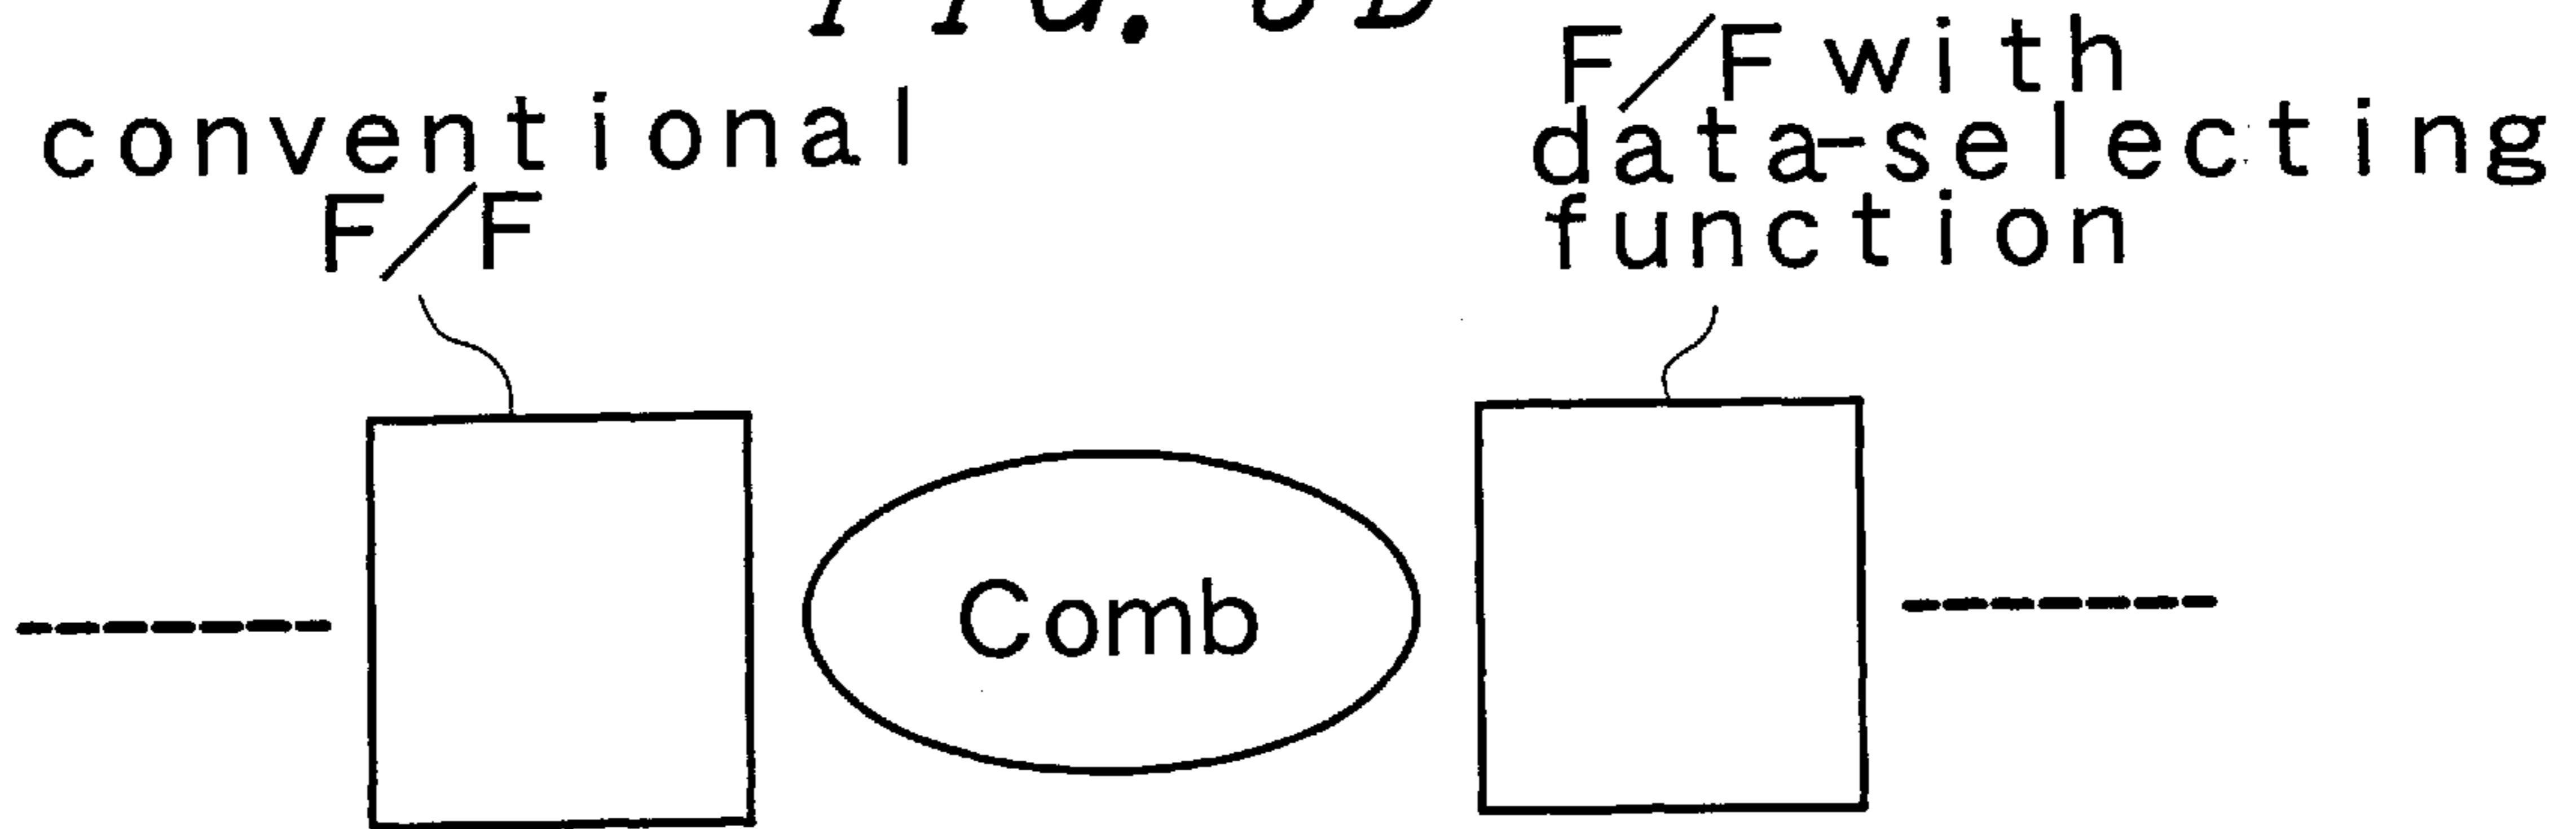 conventional
F/F
F/F with
data-selecting
function
Comb